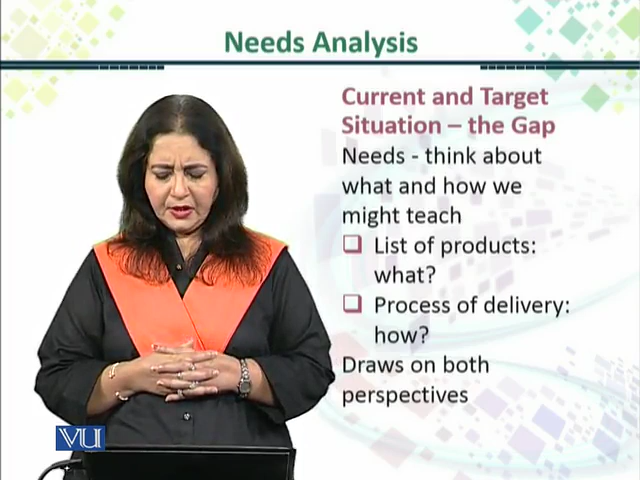 Needs Analysis
Current and Target
Situation – the Gap
Needs - think about
what and how we
might teach
List of products:
what?
Process of delivery:
how?
Draws on both
perspectives
VU